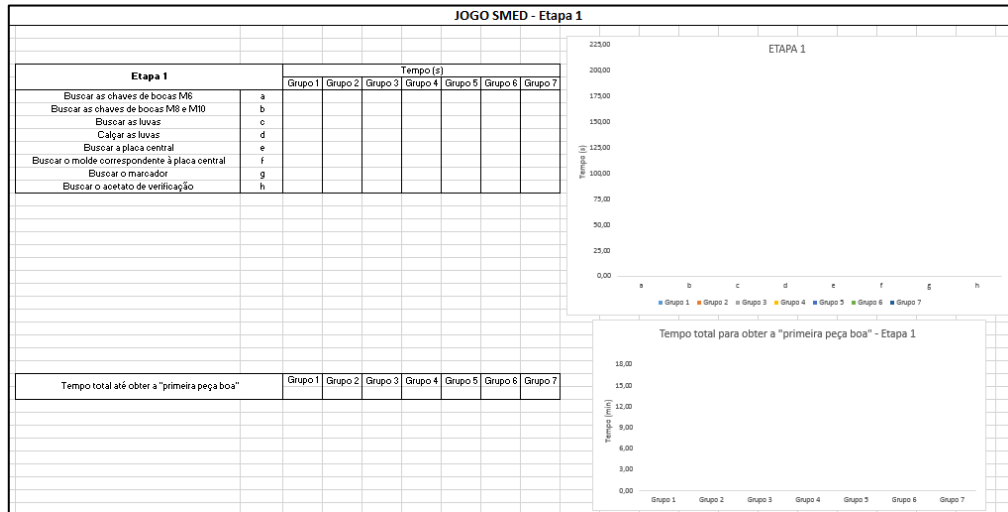 JOGO SMED - Etapa 1
Etapa 1
Tempo (s)
Grupo 1 Grupo 2 Grupo 3 Grupo 4 Grupo 5 Grupo 6 Grupo 7
Buscar as chaves de bocas M6 a
Buscar as chaves de bocas M8 e M10 b
Buscar as luvas c
Calçar as luvas d
Buscar a placa central e
Buscar o molde correspondente à placa central f
Buscar o marcador g
Buscar o acetato de verificação h
ETAPA 1
225,00
200,00
175,00
150,00
125,00
100,00
75,00
50,00
25,00
0,00
Tempo (s)
a b c d e f g h
Grupo 1 Grupo 2 Grupo 3 Grupo 4 Grupo 5 Grupo 6 Grupo 7
Tempo total até obter a "primeira peça boa" Grupo 1 Grupo 2 Grupo 3 Grupo 4 Grupo 5 Grupo 6 Grupo 7
Tempo total para obter a "primeira peça boa" - Etapa 1
18,00
15,00
12,00
9,00
6,00
3,00
0,00
Tempo (min)
Grupo 1 Grupo 2 Grupo 3 Grupo 4 Grupo 5 Grupo 6 Grupo 7